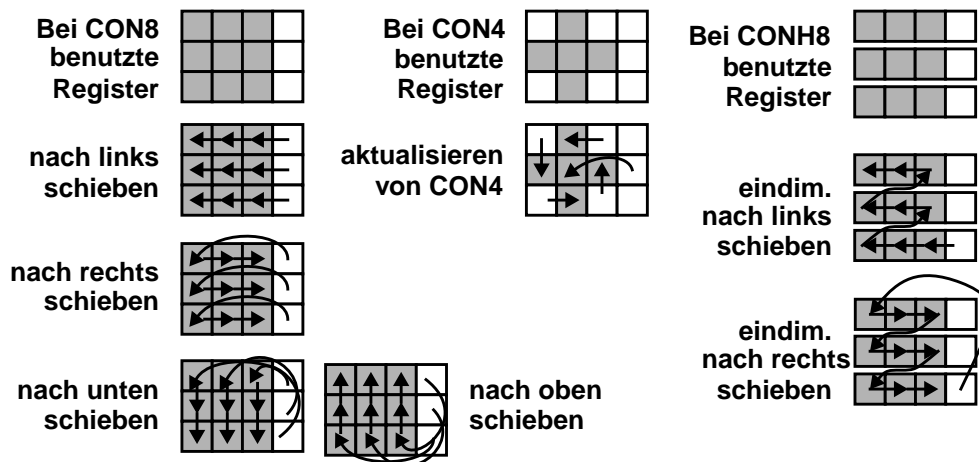 Bei CON8
benutzte
Register
Bei CON4
benutzte
Register
Bei CONH8
benutzte
Register
nach links
schieben
aktualisieren
von CON4
eindim.
nach links
schieben
nach rechts
schieben
eindim.
nach rechts
schieben
nach unten
schieben
nach oben
schieben